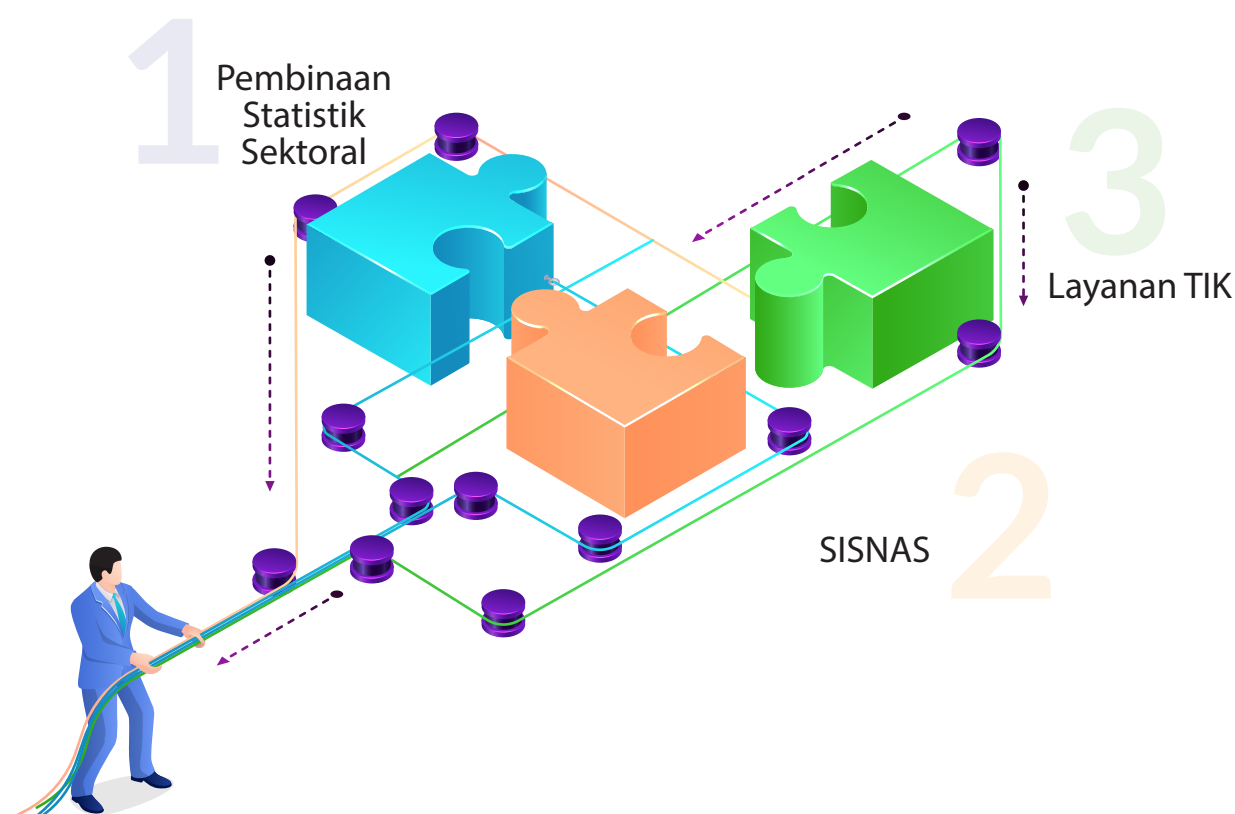 1
Pembinaan
Statistik
Sektoral
3
Layanan TIK
SISNAS
2